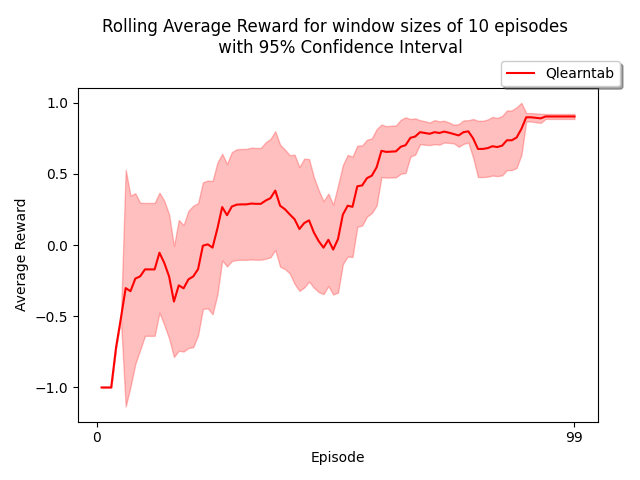 Rolling Average Reward for window sizes of 10 episodes
with 95% Confidence Interval
Qlearntab
1.0
0.5
0.0
−0.5
−1.0
Average Reward
0
99
Episode